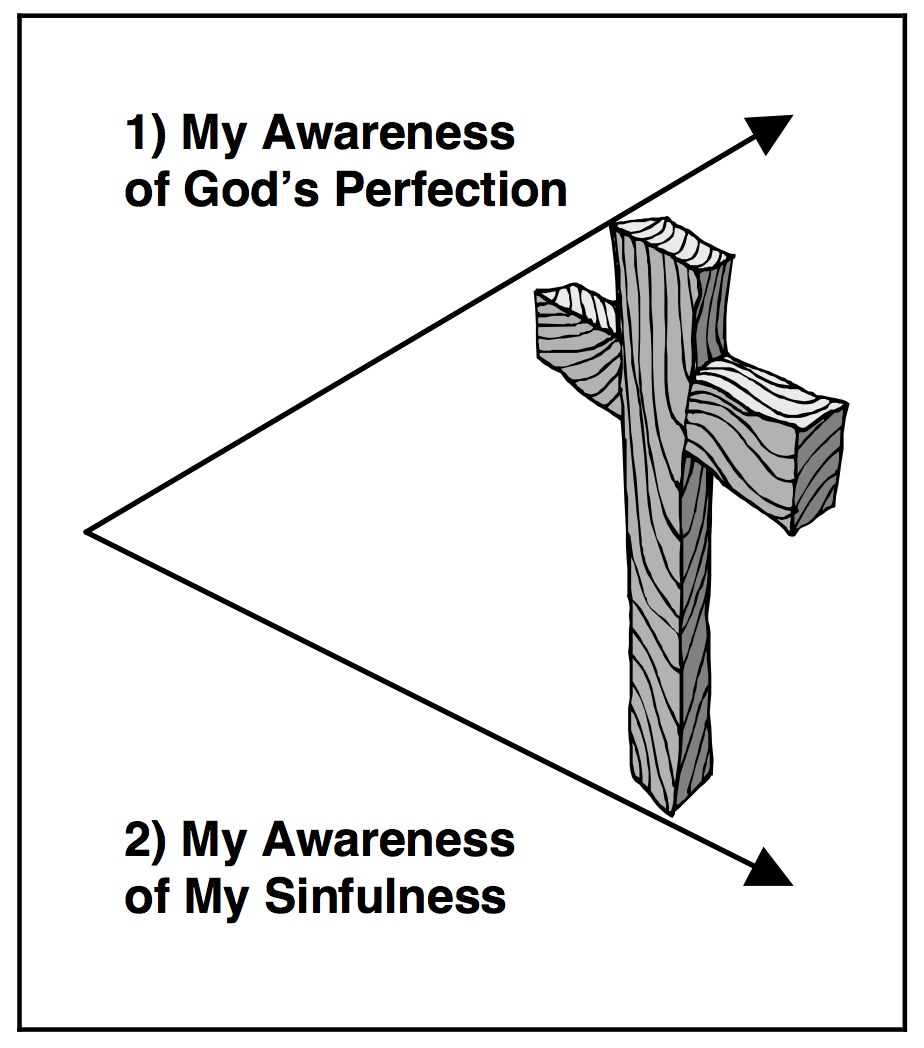 1) My Awareness
of God’s Perfection
2) My Awareness
of My Sinfulness